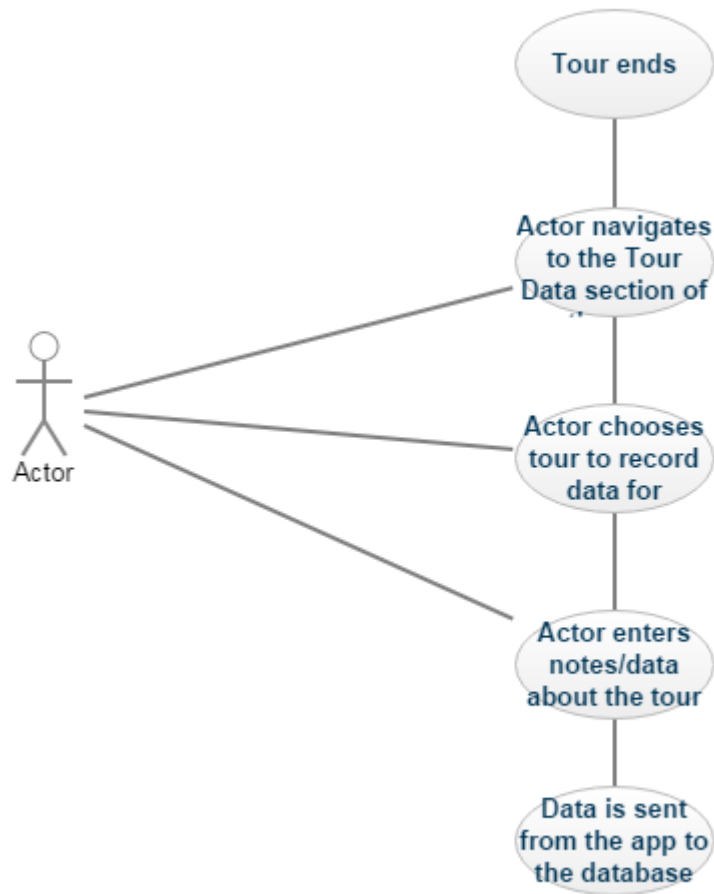 Tour ends
Actor navigates
to the Tour
Data section of
Actor chooses
tour to record
data for
Actor
Actor enters
notes/data
about the tour
Data is sent
from the app to
the database